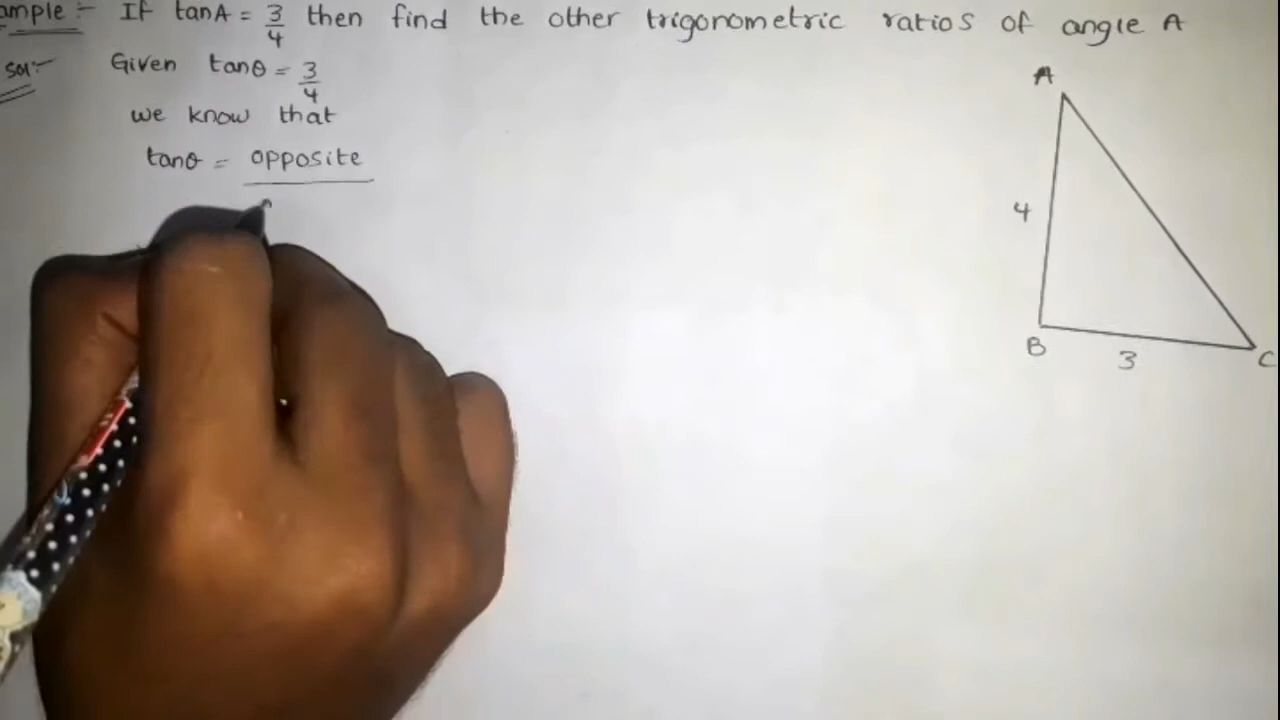 ample :- If tanA = 3/4 then find the other trigonometric ratios of angle A
Sol:- Given tanθ = 3/4
we know that
tanθ = opposite
A
4
B
3
C